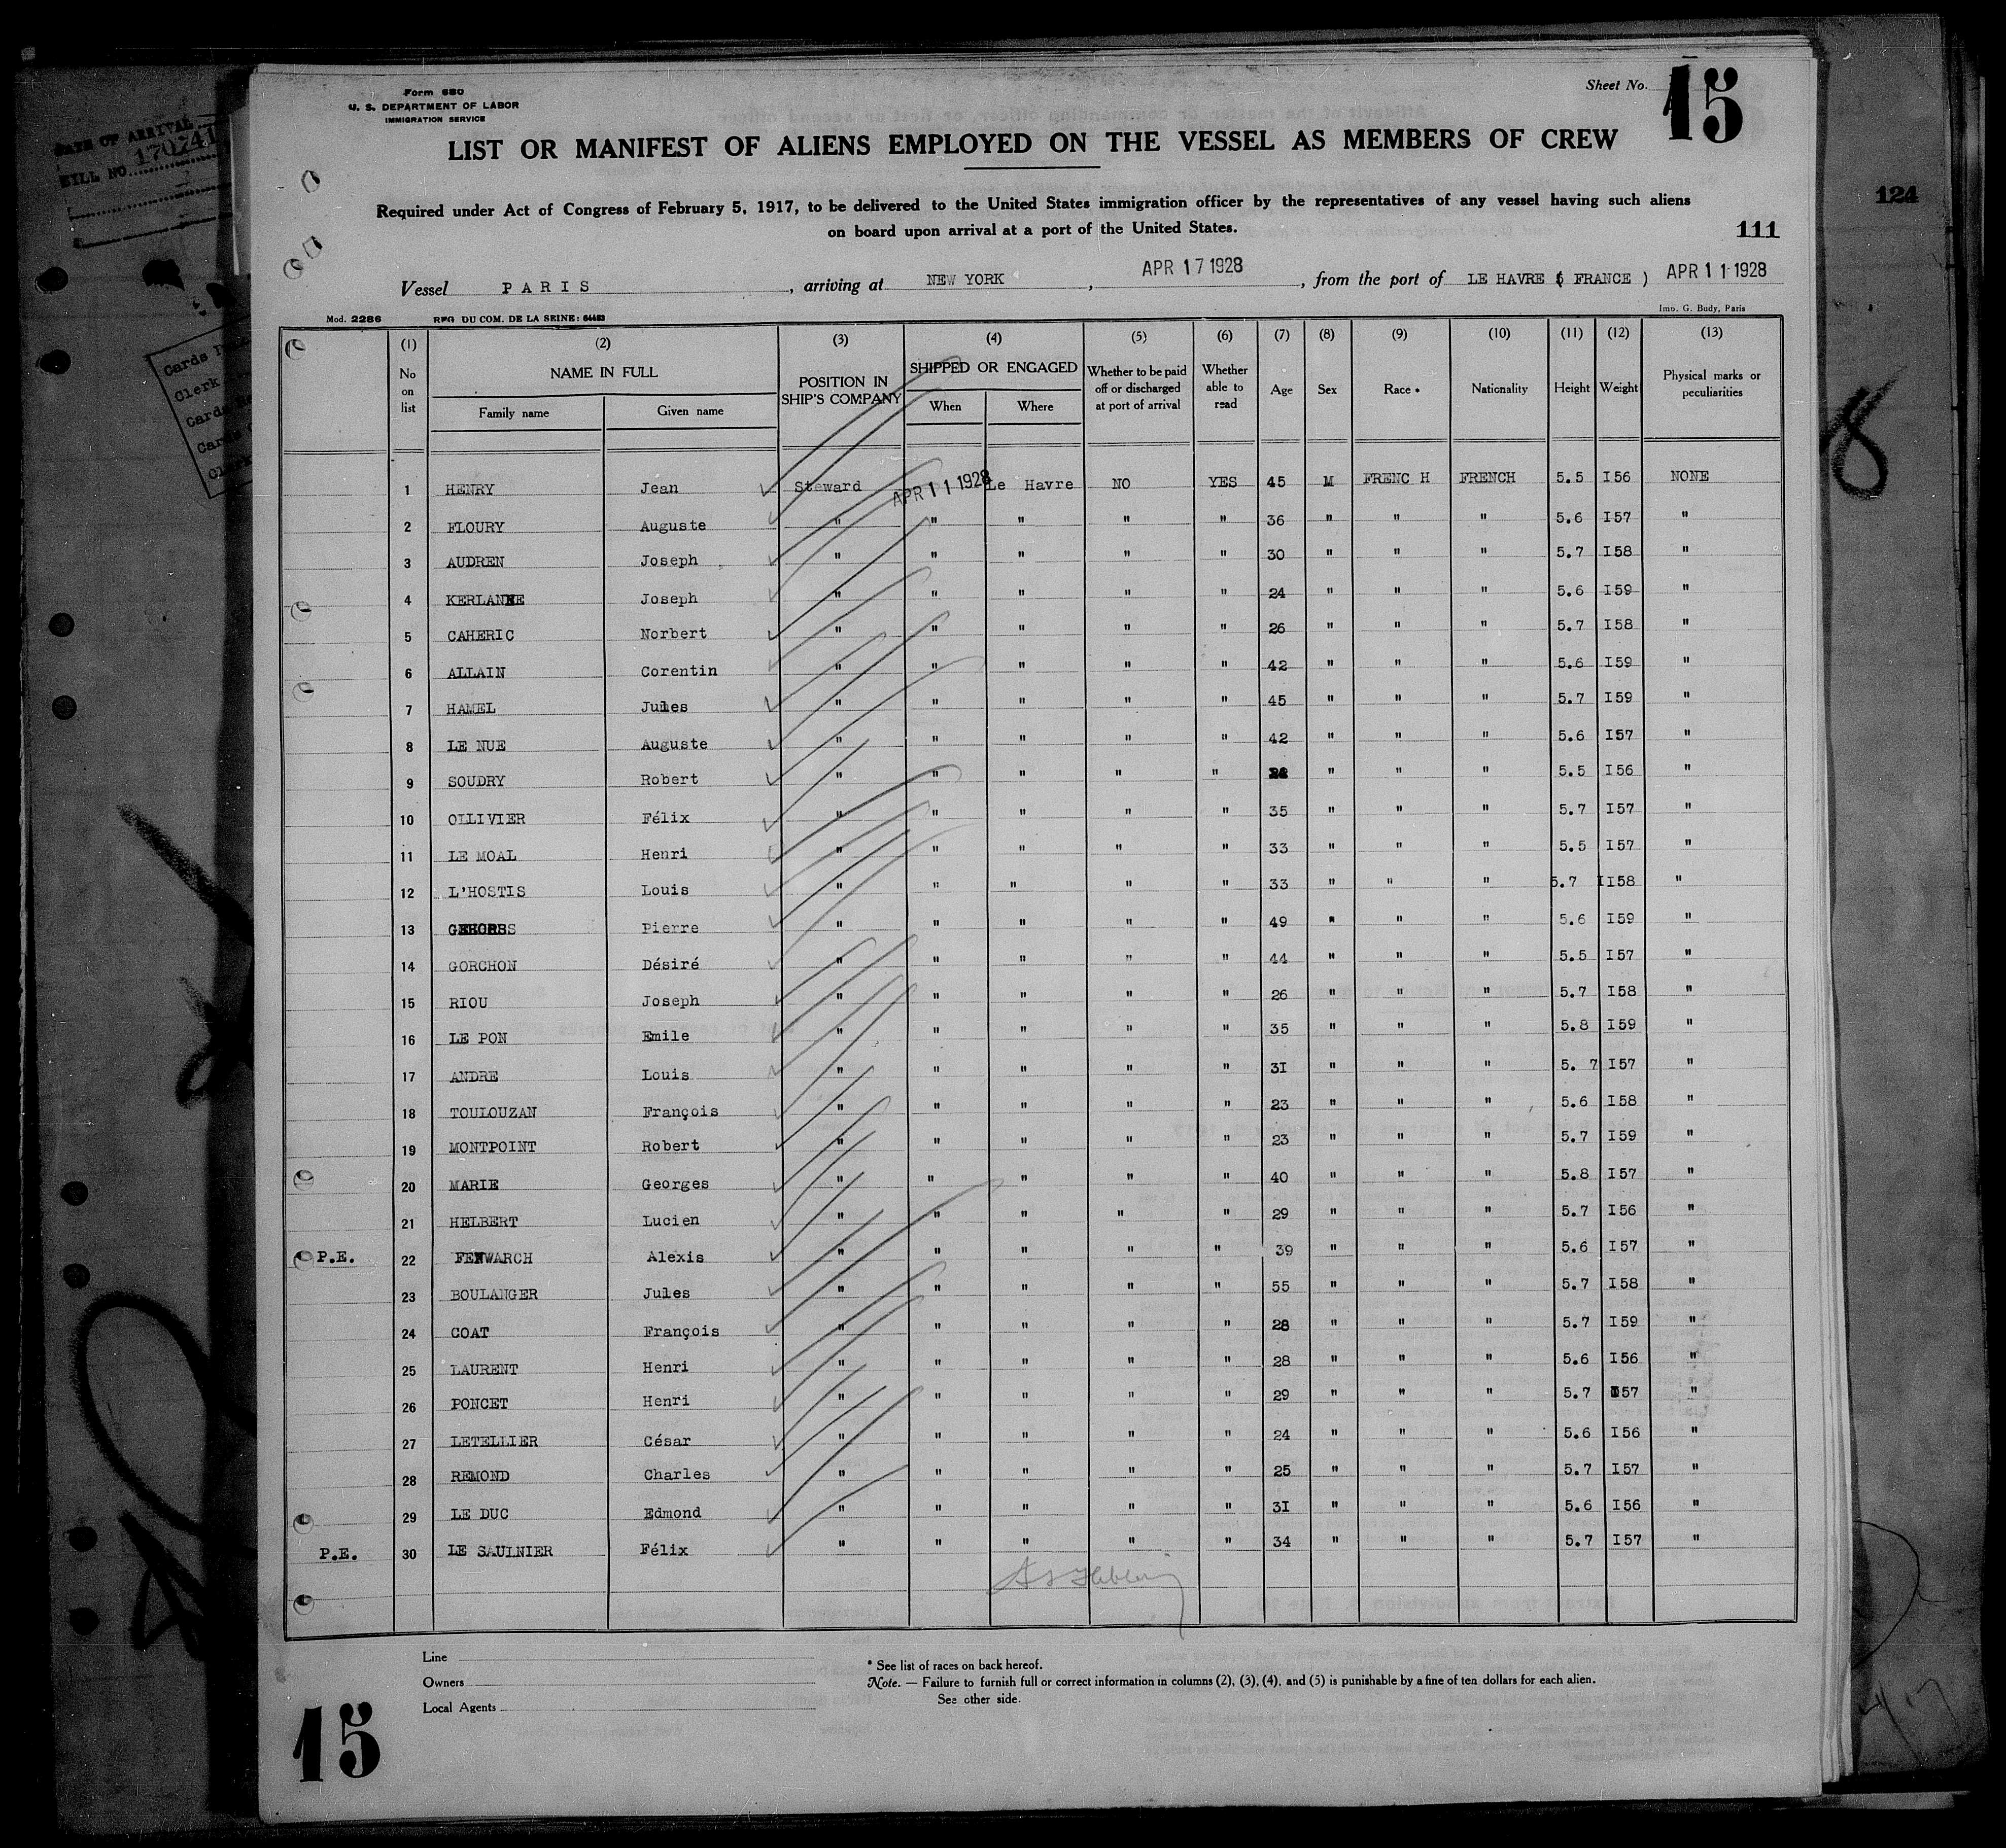 Form 680
U. S. DEPARTMENT OF LABOR
IMMIGRATION SERVICE
Sheet No. 15
LIST OR MANIFEST OF ALIENS EMPLOYED ON THE VESSEL AS MEMBERS OF CREW
Required under Act of Congress of February 5, 1917, to be delivered to the United States immigration officer by the representatives of any vessel having such aliens
on board upon arrival at a port of the United States.
111
124
DATE OF ARRIVAL
BILL NO. 170741
Vessel PARIS, arriving at NEW YORK, APR 17 1928, from the port of LE HAVRE ( FRANCE ) APR 11 1928
Mod. 2286 REG DU COM. DE LA SEINE: Imp. G. Budy, Paris
(1) (2) (3) (4) (5) (6) (7) (8) (9) (10) (11) (12) (13)
No on list NAME IN FULL Family name Given name POSITION IN SHIP'S COMPANY SHIPPED OR ENGAGED When Where Whether to be paid off or discharged at port of arrival Whether able to read Age Sex Race * Nationality Height Weight Physical marks or peculiarities
1 HENRY Jean Steward APR 11 1928 Le Havre NO YES 45 M FRENC H FRENCH 5.5 I56 NONE
2 FLOURY Auguste " " " " " 36 " " " 5.6 I57 "
3 AUDREN Joseph " " " " " 30 " " " 5.7 I58 "
4 KERLANNE Joseph " " " " " 24 " " " 5.6 I59 "
5 CAHERIC Norbert " " " " " 26 " " " 5.7 I58 "
6 ALLAIN Corentin " " " " " 42 " " " 5.6 I59 "
7 HAMEL Jules " " " " " 45 " " " 5.7 I59 "
8 LE NUE Auguste " " " " " 42 " " " 5.6 I57 "
9 SOUDRY Robert " " " " " " " " 5.5 I56 "
10 OLLIVIER Félix " " " " " 35 " " " 5.7 I57 "
11 LE MOAL Henri " " " " " 33 " " " 5.5 I57 "
12 L'HOSTIS Louis " " " " " 33 " " " 5.7 I158 "
13 Pierre " " " " " 49 " " " 5.6 I59 "
14 GORCHON Désiré " " " " " 44 " " " 5.5 I57 "
15 RIOU Joseph " " " " " 26 " " " 5.7 I58 "
16 LE PON Emile " " " " " 35 " " " 5.8 I59 "
17 ANDRE Louis " " " " " 3I " " " 5. 7 I57 "
18 TOULOUZAN François " " " " " 23 " " " 5.6 I58 "
19 MONTPOINT Robert " " " " " 23 " " " 5.7 I59 "
20 MARIE Georges " " " " " 40 " " " 5.8 I57 "
21 HELBERT Lucien " " " " " 29 " " " 5.7 I56 "
P.E. 22 FENWARCH Alexis " " " " " 39 " " " 5.6 I57 "
23 BOULANGER Jules " " " " " 55 " " " 5.7 I58 "
24 COAT François " " " " " 28 " " " 5.7 I59 "
25 LAURENT Henri " " " " " 28 " " " 5.6 I56 "
26 PONCET Henri " " " " " 29 " " " 5.7 I57 "
27 LETELLIER César " " " " " 24 " " " 5.6 I56 "
28 REMOND Charles " " " " " 25 " " " 5.7 I57 "
29 LE DUC Edmond " " " " " 3I " " " 5.6 I56 "
P.E. 30 LE SAULNIER Félix " " " " " 34 " " " 5.7 I57 "
Line
Owners
Local Agents
* See list of races on back hereof.
Note. — Failure to furnish full or correct information in columns (2), (3), (4), and (5) is punishable by a fine of ten dollars for each alien.
See other side.
15